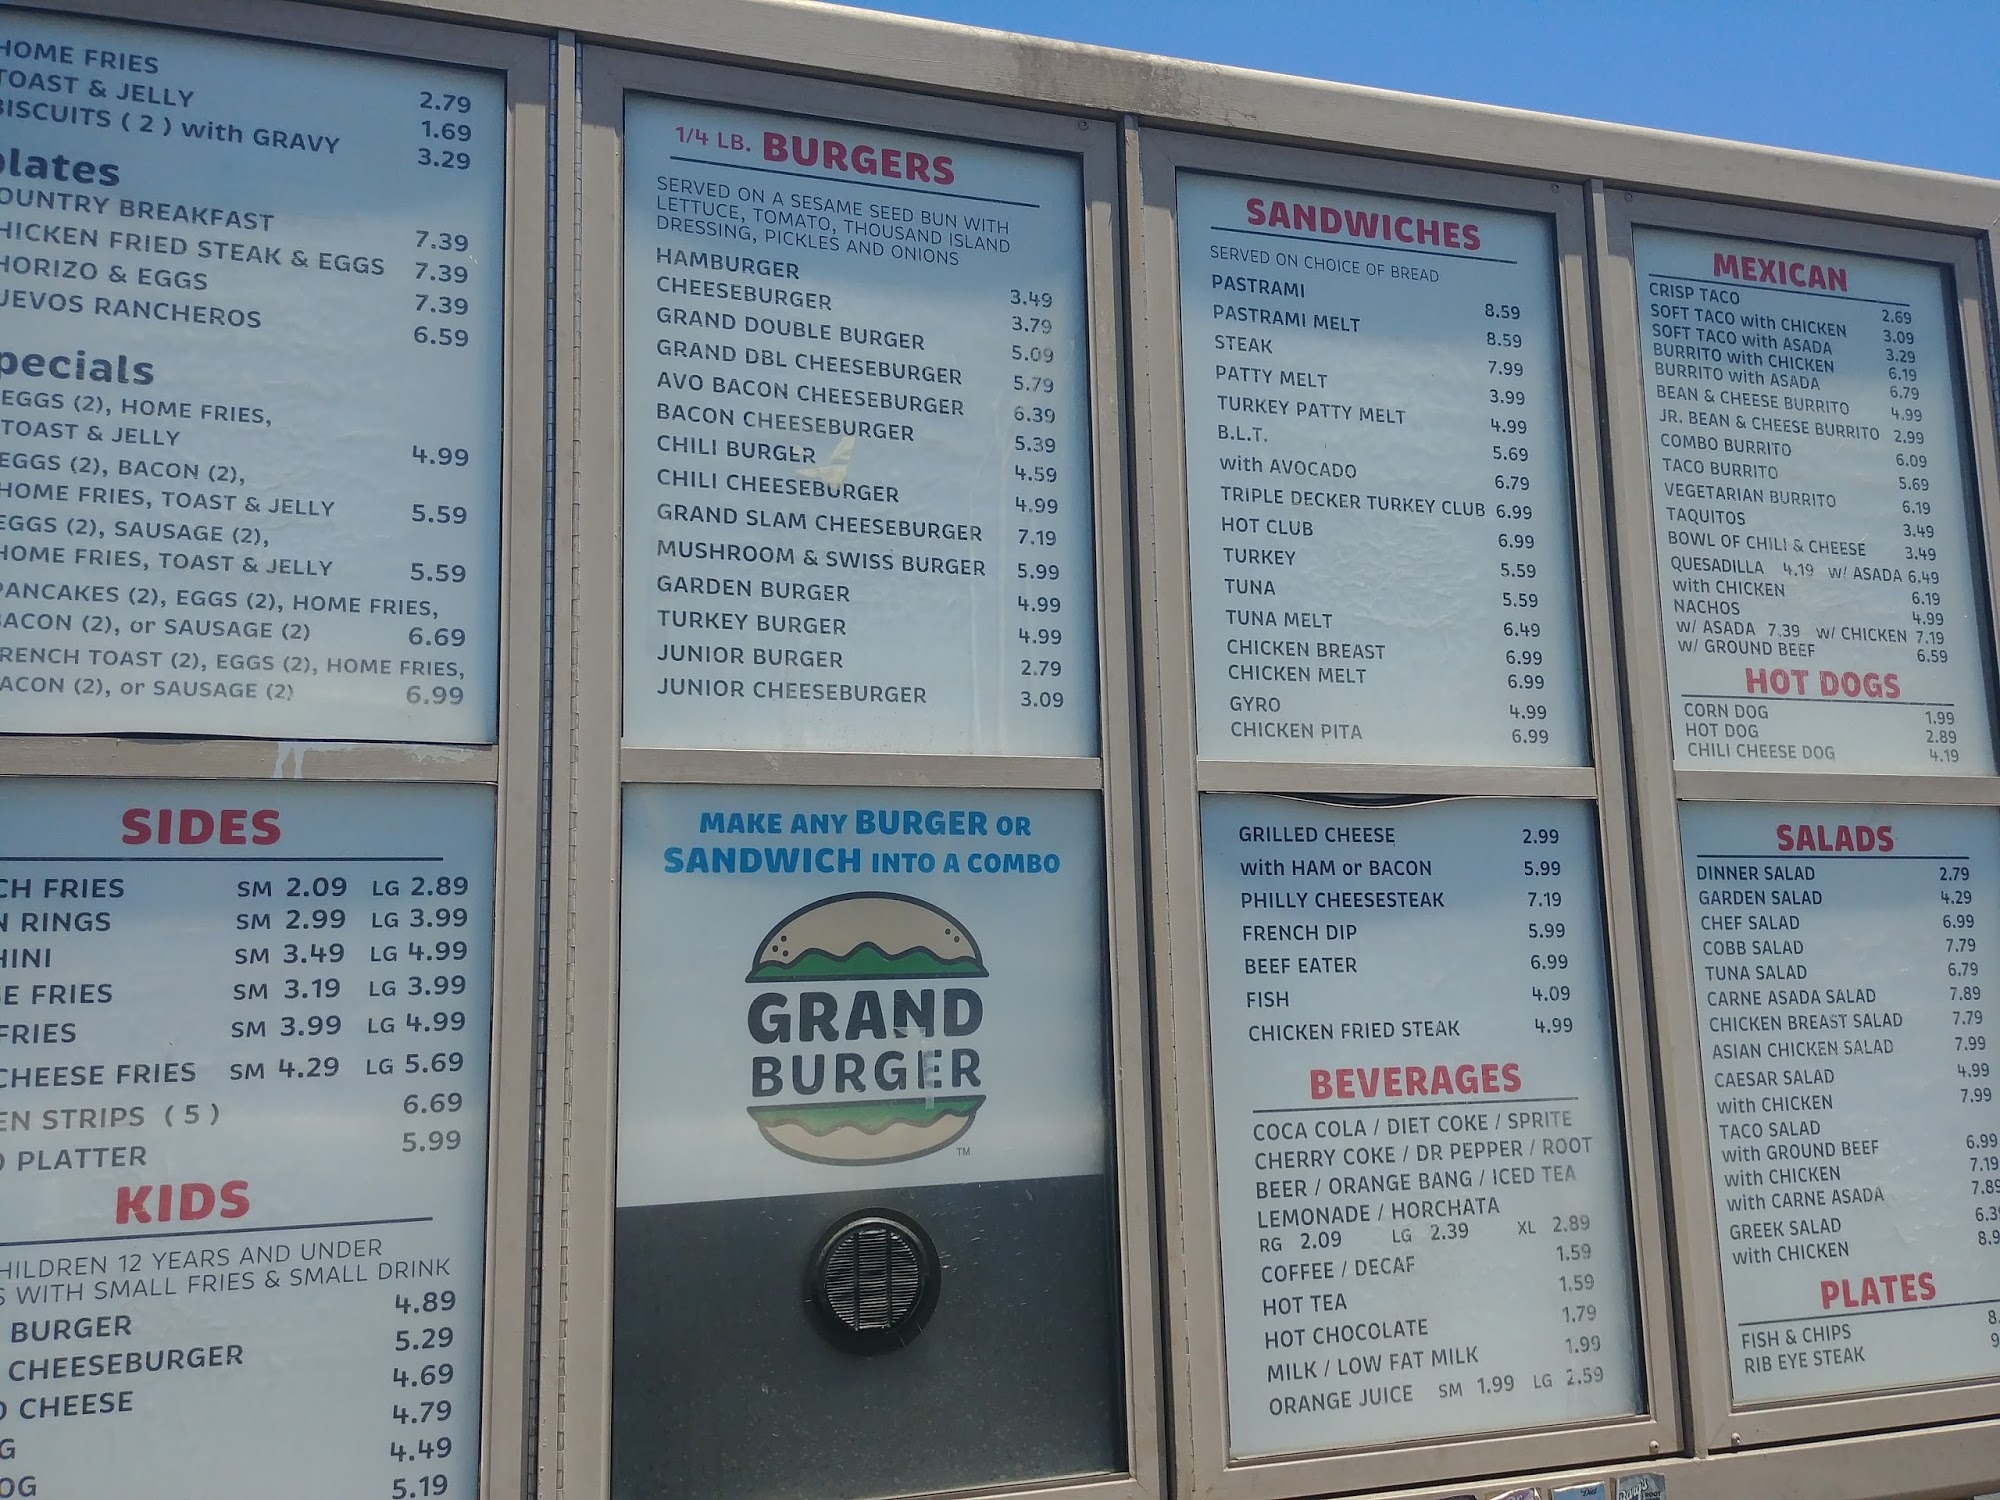 HOME FRIES 2.79
TOAST & JELLY 1.69
BISCUITS ( 2 ) with GRAVY 3.29
plates
COUNTRY BREAKFAST 7.39
CHICKEN FRIED STEAK & EGGS 7.39
CHORIZO & EGGS 7.39
HUEVOS RANCHEROS 6.59
specials
EGGS (2), HOME FRIES,
TOAST & JELLY 4.99
EGGS (2), BACON (2),
HOME FRIES, TOAST & JELLY 5.59
EGGS (2), SAUSAGE (2),
HOME FRIES, TOAST & JELLY 5.59
PANCAKES (2), EGGS (2), HOME FRIES,
BACON (2), or SAUSAGE (2) 6.69
FRENCH TOAST (2), EGGS (2), HOME FRIES,
BACON (2), or SAUSAGE (2) 6.99
SIDES
CH FRIES SM 2.09 LG 2.89
N RINGS SM 2.99 LG 3.99
HINI SM 3.49 LG 4.99
E FRIES SM 3.19 LG 3.99
FRIES SM 3.99 LG 4.99
CHEESE FRIES SM 4.29 LG 5.69
EN STRIPS ( 5 ) 6.69
PLATTER 5.99
KIDS
CHILDREN 12 YEARS AND UNDER
S WITH SMALL FRIES & SMALL DRINK
BURGER 4.89
CHEESEBURGER 5.29
D CHEESE 4.69
4.79
G 4.49
OG 5.19
1/4 LB. BURGERS
SERVED ON A SESAME SEED BUN WITH
LETTUCE, TOMATO, THOUSAND ISLAND
DRESSING, PICKLES AND ONIONS
HAMBURGER 3.49
CHEESEBURGER 3.79
GRAND DOUBLE BURGER 5.09
GRAND DBL CHEESEBURGER 5.79
AVO BACON CHEESEBURGER 6.39
BACON CHEESEBURGER 5.39
CHILI BURGER 4.59
CHILI CHEESEBURGER 4.99
GRAND SLAM CHEESEBURGER 7.19
MUSHROOM & SWISS BURGER 5.99
GARDEN BURGER 4.99
TURKEY BURGER 4.99
JUNIOR BURGER 2.79
JUNIOR CHEESEBURGER 3.09
MAKE ANY BURGER OR
SANDWICH INTO A COMBO
GRAND
BURGER
TM
SANDWICHES
SERVED ON CHOICE OF BREAD
PASTRAMI 8.59
PASTRAMI MELT 8.59
STEAK 7.99
PATTY MELT 3.99
TURKEY PATTY MELT 4.99
B.L.T. 5.69
with AVOCADO 6.79
TRIPLE DECKER TURKEY CLUB 6.99
HOT CLUB 6.99
TURKEY 5.59
TUNA 5.59
TUNA MELT 6.49
CHICKEN BREAST 6.99
CHICKEN MELT 6.99
GYRO 4.99
CHICKEN PITA 6.99
GRILLED CHEESE 2.99
with HAM or BACON 5.99
PHILLY CHEESESTEAK 7.19
FRENCH DIP 5.99
BEEF EATER 6.99
FISH 4.09
CHICKEN FRIED STEAK 4.99
BEVERAGES
COCA COLA / DIET COKE / SPRITE
CHERRY COKE / DR PEPPER / ROOT
BEER / ORANGE BANG / ICED TEA
LEMONADE / HORCHATA
RG 2.09 LG 2.39 XL 2.89
COFFEE / DECAF 1.59
HOT TEA 1.59
HOT CHOCOLATE 1.79
MILK / LOW FAT MILK 1.99
ORANGE JUICE SM 1.99 LG 2.59
MEXICAN
CRISP TACO 2.69
SOFT TACO with CHICKEN 3.09
SOFT TACO with ASADA 3.29
BURRITO with CHICKEN 6.19
BURRITO with ASADA 6.79
BEAN & CHEESE BURRITO 4.99
JR. BEAN & CHEESE BURRITO 2.99
COMBO BURRITO 6.09
TACO BURRITO 5.69
VEGETARIAN BURRITO 6.19
TAQUITOS 3.49
BOWL OF CHILI & CHEESE 3.49
QUESADILLA 4.19 w/ ASADA 6.49
with CHICKEN 6.19
NACHOS 4.99
w/ ASADA 7.39 w/ CHICKEN 7.19
w/ GROUND BEEF 6.59
HOT DOGS
CORN DOG 1.99
HOT DOG 2.89
CHILI CHEESE DOG 4.19
SALADS
DINNER SALAD 2.79
GARDEN SALAD 4.29
CHEF SALAD 6.99
COBB SALAD 7.79
TUNA SALAD 6.79
CARNE ASADA SALAD 7.89
CHICKEN BREAST SALAD 7.79
ASIAN CHICKEN SALAD 7.99
CAESAR SALAD 4.99
with CHICKEN 7.99
TACO SALAD
with GROUND BEEF 6.99
with CHICKEN 7.19
with CARNE ASADA 7.89
GREEK SALAD 6.3
with CHICKEN 8.9
PLATES
FISH & CHIPS 8.
RIB EYE STEAK 9